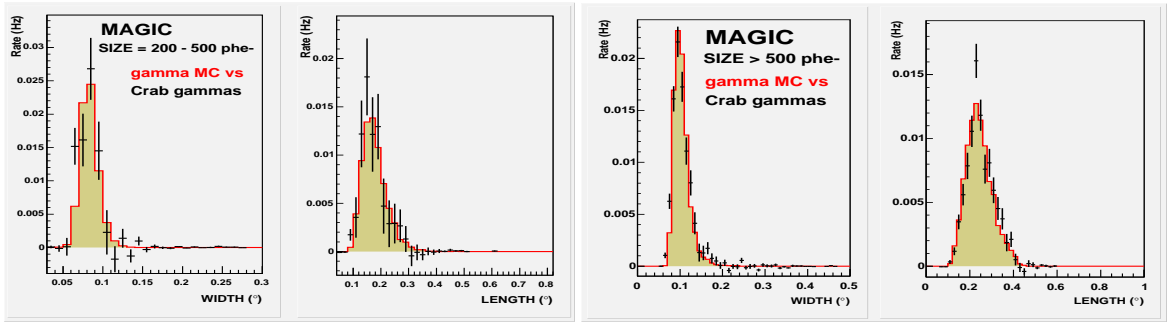 Rate (Hz)
MAGIC
SIZE = 200 - 500 phe-
gamma MC vs
Crab gammas
0.03
0.025
0.02
0.015
0.01
0.005
0
0.05 0.1 0.15 0.2 0.25 0.3
WIDTH (°)
Rate (Hz)
0.02
0.015
0.01
0.005
0
0.1 0.2 0.3 0.4 0.5 0.6 0.7 0.8
LENGTH (°)
Rate (Hz)
MAGIC
SIZE > 500 phe-
gamma MC vs
Crab gammas
0.02
0.015
0.01
0.005
0
0 0.1 0.2 0.3 0.4 0.5
WIDTH (°)
Rate (Hz)
0.015
0.01
0.005
0
0 0.2 0.4 0.6 0.8 1
LENGTH (°)